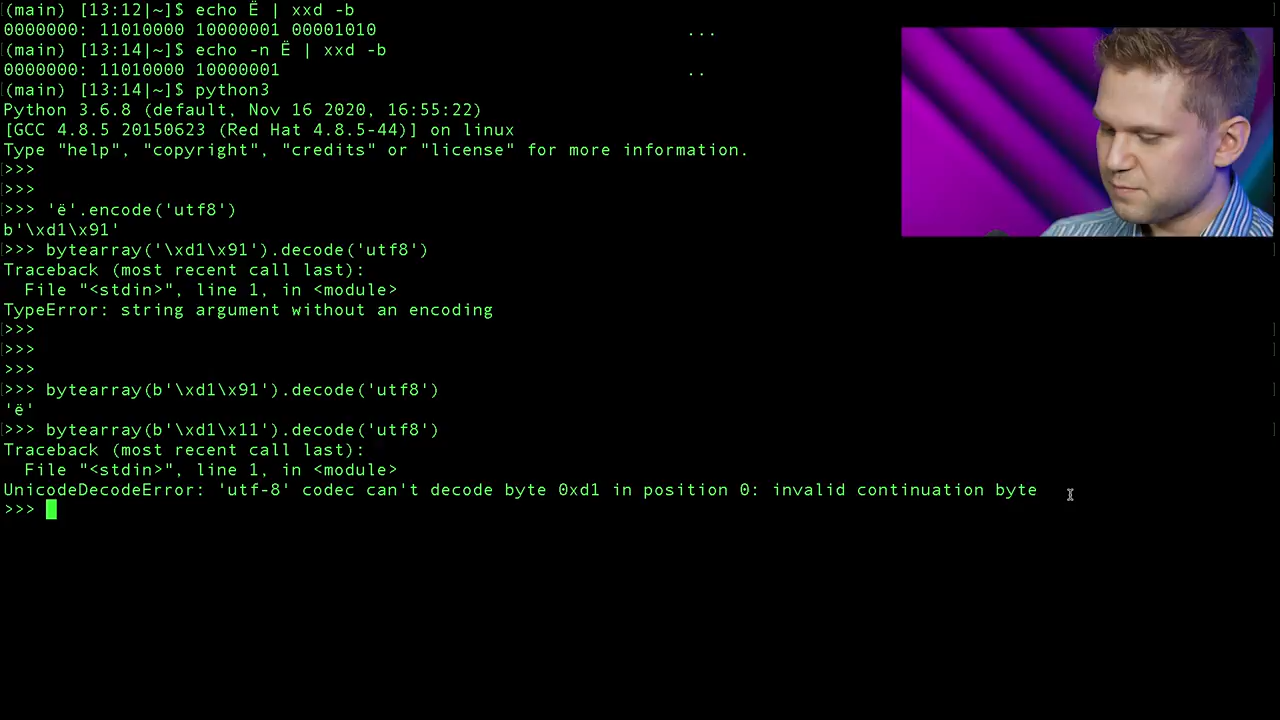 (main) [13:12|~]$ echo Ё | xxd -b
0000000: 11010000 10000001 00001010                              ...
(main) [13:14|~]$ echo -n Ё | xxd -b
0000000: 11010000 10000001                                       ..
(main) [13:14|~]$ python3
Python 3.6.8 (default, Nov 16 2020, 16:55:22)
[GCC 4.8.5 20150623 (Red Hat 4.8.5-44)] on linux
Type "help", "copyright", "credits" or "license" for more information.
>>>
>>>
>>> 'ё'.encode('utf8')
b'\xd1\x91'
>>> bytearray('\xd1\x91').decode('utf8')
Traceback (most recent call last):
  File "<stdin>", line 1, in <module>
TypeError: string argument without an encoding
>>>
>>>
>>>
>>> bytearray(b'\xd1\x91').decode('utf8')
'ё'
>>> bytearray(b'\xd1\x11').decode('utf8')
Traceback (most recent call last):
  File "<stdin>", line 1, in <module>
UnicodeDecodeError: 'utf-8' codec can't decode byte 0xd1 in position 0: invalid continuation byte
>>>